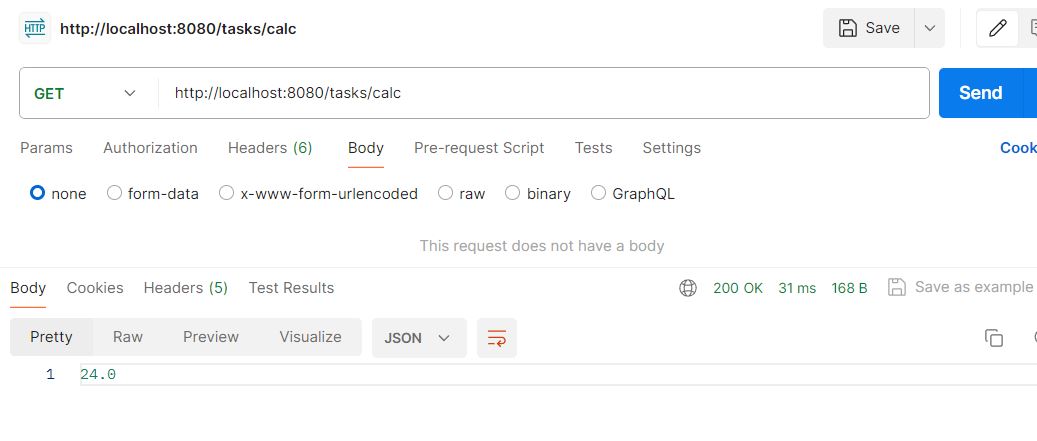 HTTP http://localhost:8080/tasks/calc Save
GET http://localhost:8080/tasks/calc Send
Params Authorization Headers (6) Body Pre-request Script Tests Settings Cook
none form-data x-www-form-urlencoded raw binary GraphQL
This request does not have a body
Body Cookies Headers (5) Test Results 200 OK 31 ms 168 B Save as example
Pretty Raw Preview Visualize JSON
1 24.0